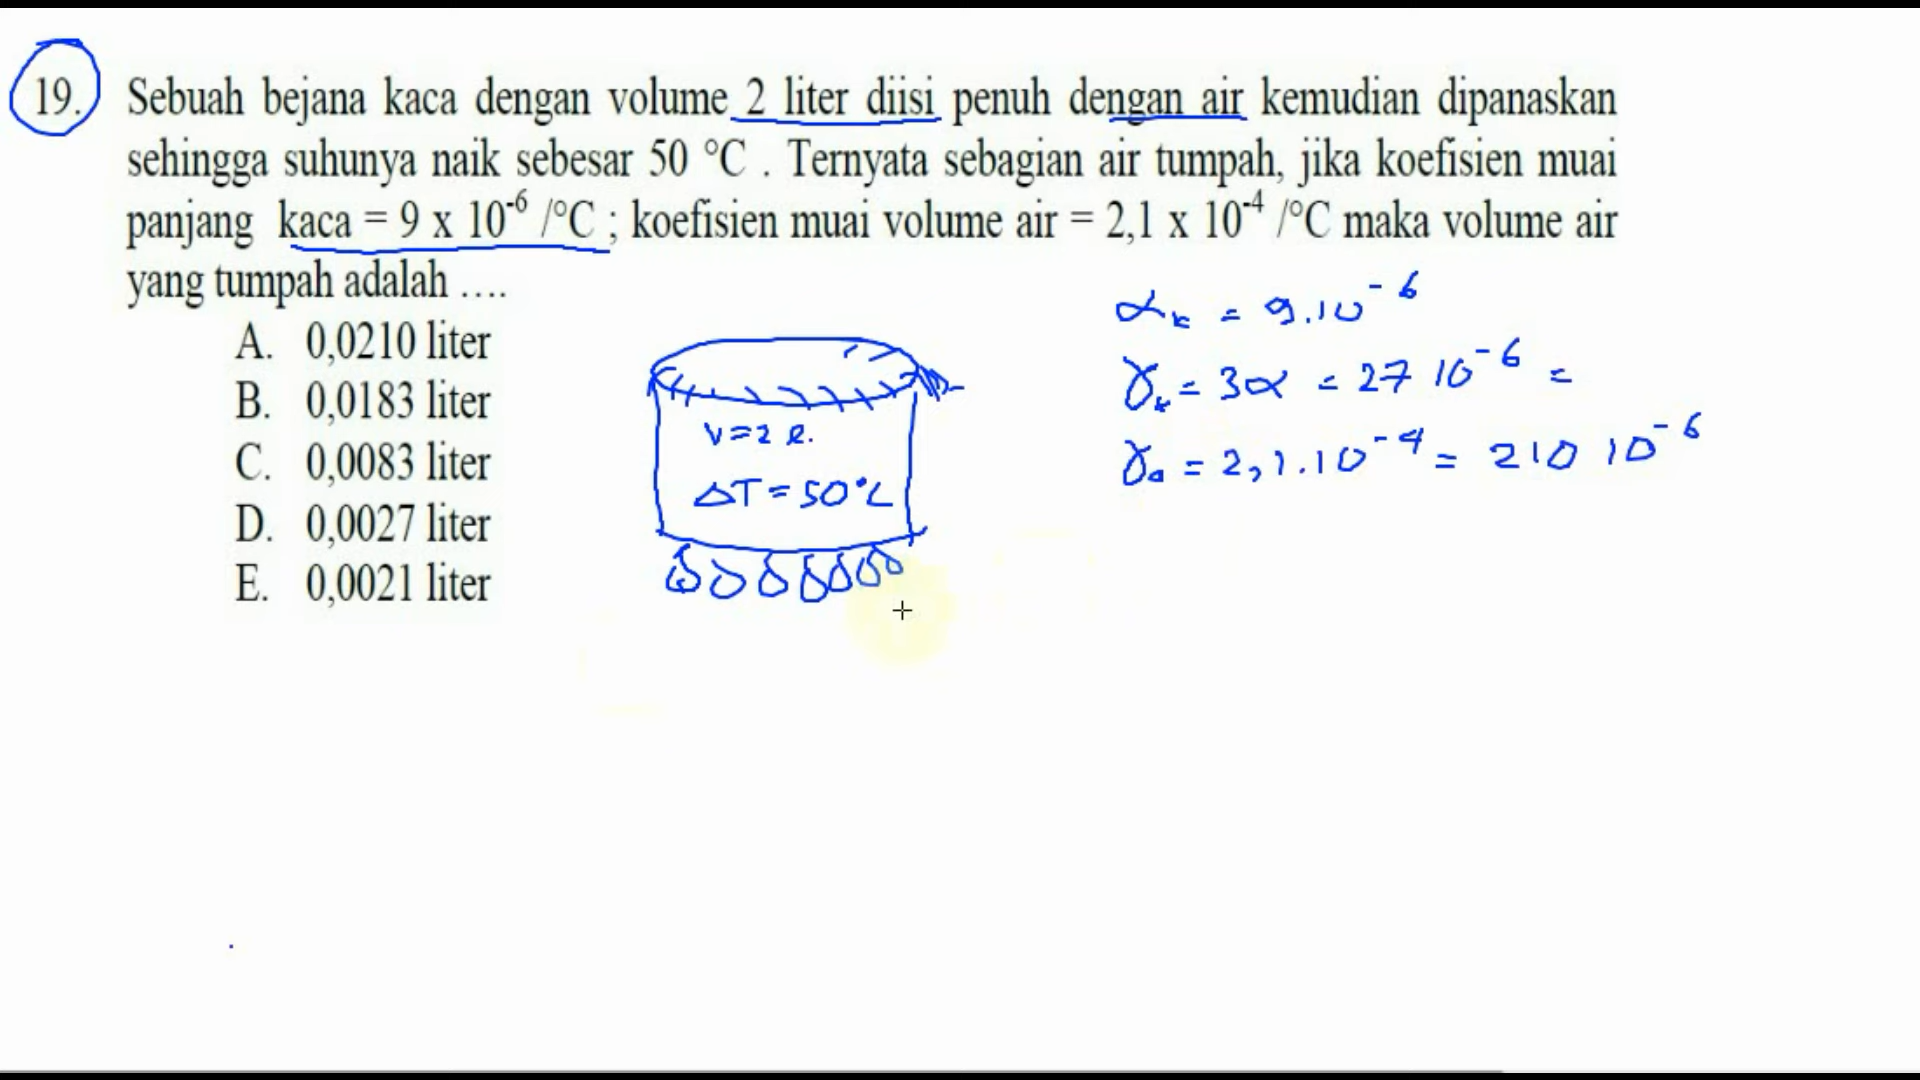 19. Sebuah bejana kaca dengan volume 2 liter diisi penuh dengan air kemudian dipanaskan
sehingga suhunya naik sebesar 50 °C . Ternyata sebagian air tumpah, jika koefisien muai
panjang kaca = 9 x 10⁻⁶ /°C ; koefisien muai volume air = 2,1 x 10⁻⁴ /°C maka volume air
yang tumpah adalah ….
A. 0,0210 liter
B. 0,0183 liter
C. 0,0083 liter
D. 0,0027 liter
E. 0,0021 liter
V = 2 l.
ΔT = 50°C
αₖ = 9.10⁻⁶
γₖ = 3α = 27 10⁻⁶ =
γₐ = 2,1.10⁻⁴ = 210 10⁻⁶